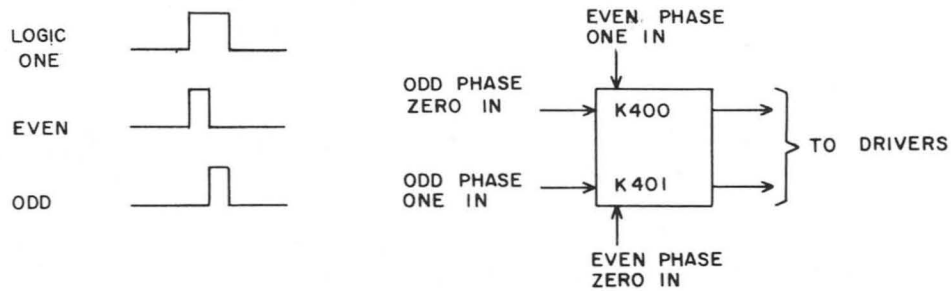 LOGIC
ONE
EVEN
ODD
EVEN PHASE
ONE IN
ODD PHASE
ZERO IN
K400
TO DRIVERS
ODD PHASE
ONE IN
K401
EVEN PHASE
ZERO IN